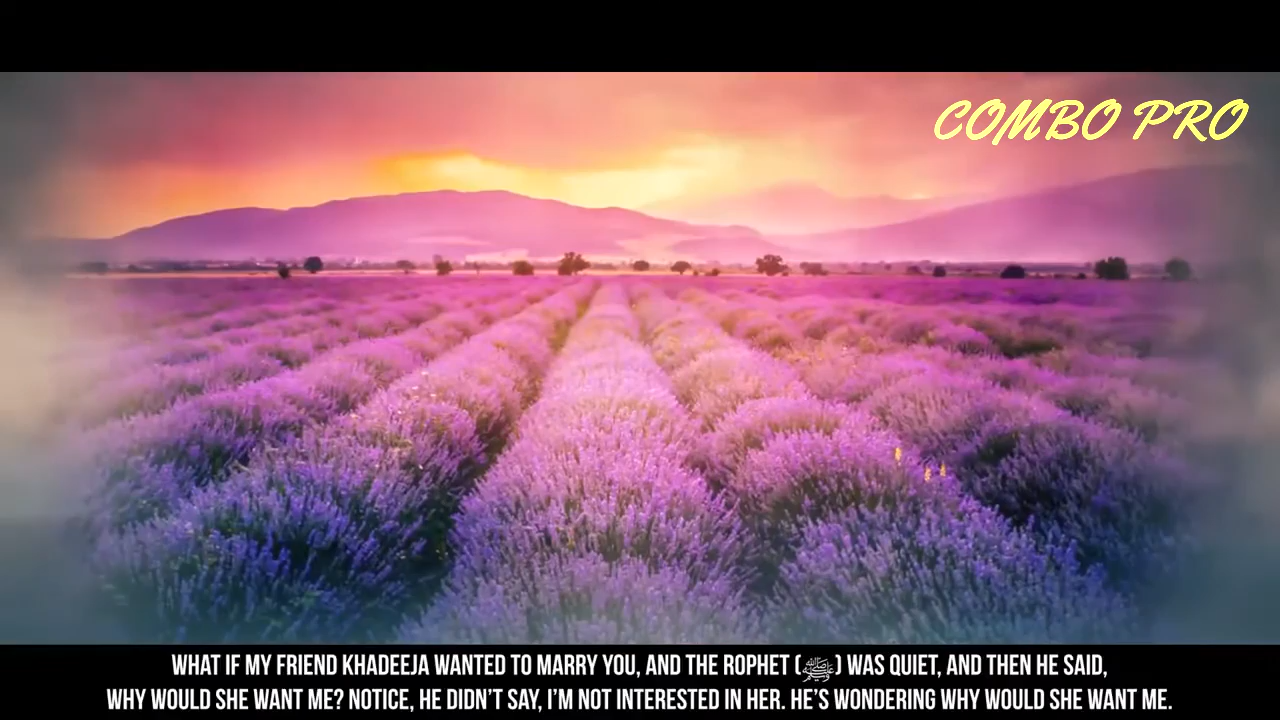 COMBO PRO
WHAT IF MY FRIEND KHADEEJA WANTED TO MARRY YOU, AND THE ROPHET (ﷺ) WAS QUIET, AND THEN HE SAID,
WHY WOULD SHE WANT ME? NOTICE, HE DIDN'T SAY, I'M NOT INTERESTED IN HER. HE'S WONDERING WHY WOULD SHE WANT ME.